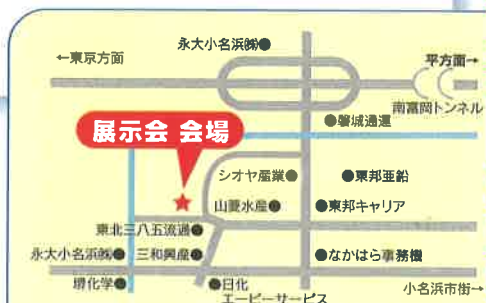 永大小名浜㈱●
←東京方面
平方面→
南富岡トンネル
●磐城通運
展示会 会場
シオヤ産業●
●東邦亜鉛
山菱水産●
●東邦キャリア
東北三八五流通●
永大小名浜㈱●
三和興産●
●なかはら事務機
堺化学●
●日化
エービーサービス
小名浜市街→